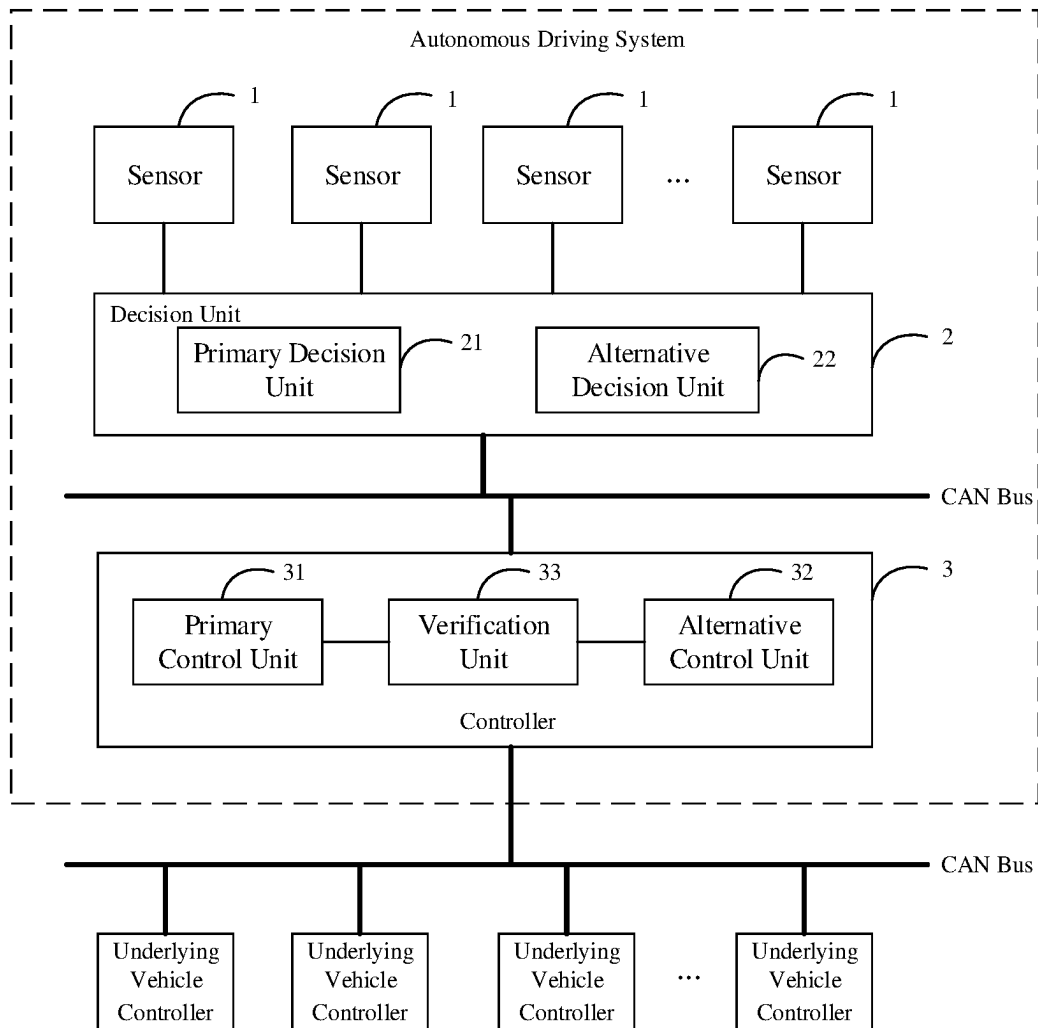 Autonomous Driving System
1
1
1
1
Sensor
Sensor
Sensor
...
Sensor
Decision Unit
Primary Decision
Unit
21
Alternative
Decision Unit
22
2
CAN Bus
31
33
32
3
Primary
Control Unit
Verification
Unit
Alternative
Control Unit
Controller
CAN Bus
Underlying
Vehicle
Controller
Underlying
Vehicle
Controller
Underlying
Vehicle
Controller
...
Underlying
Vehicle
Controller